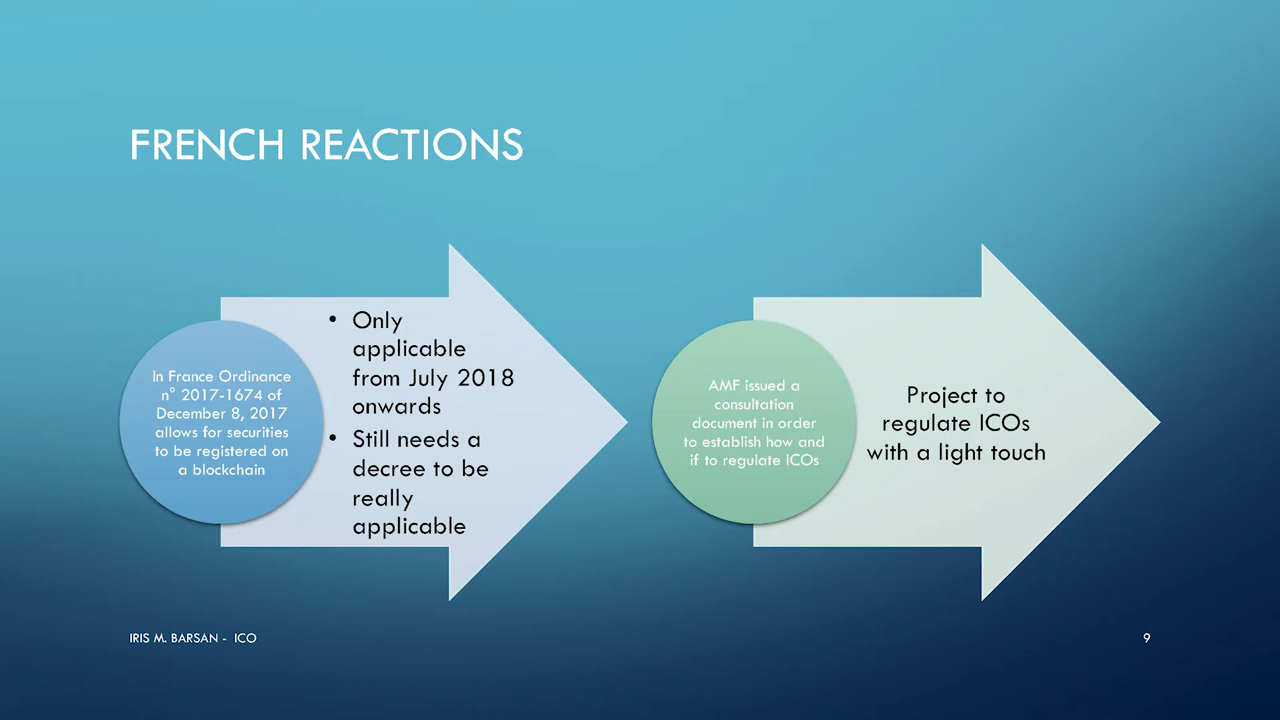 FRENCH REACTIONS
In France Ordinance
n° 2017-1674 of
December 8, 2017
allows for securities
to be registered on
a blockchain
• Only
applicable
from July 2018
onwards
• Still needs a
decree to be
really
applicable
AMF issued a
consultation
document in order
to establish how and
if to regulate ICOs
Project to
regulate ICOs
with a light touch
IRIS M. BARSAN - ICO
9